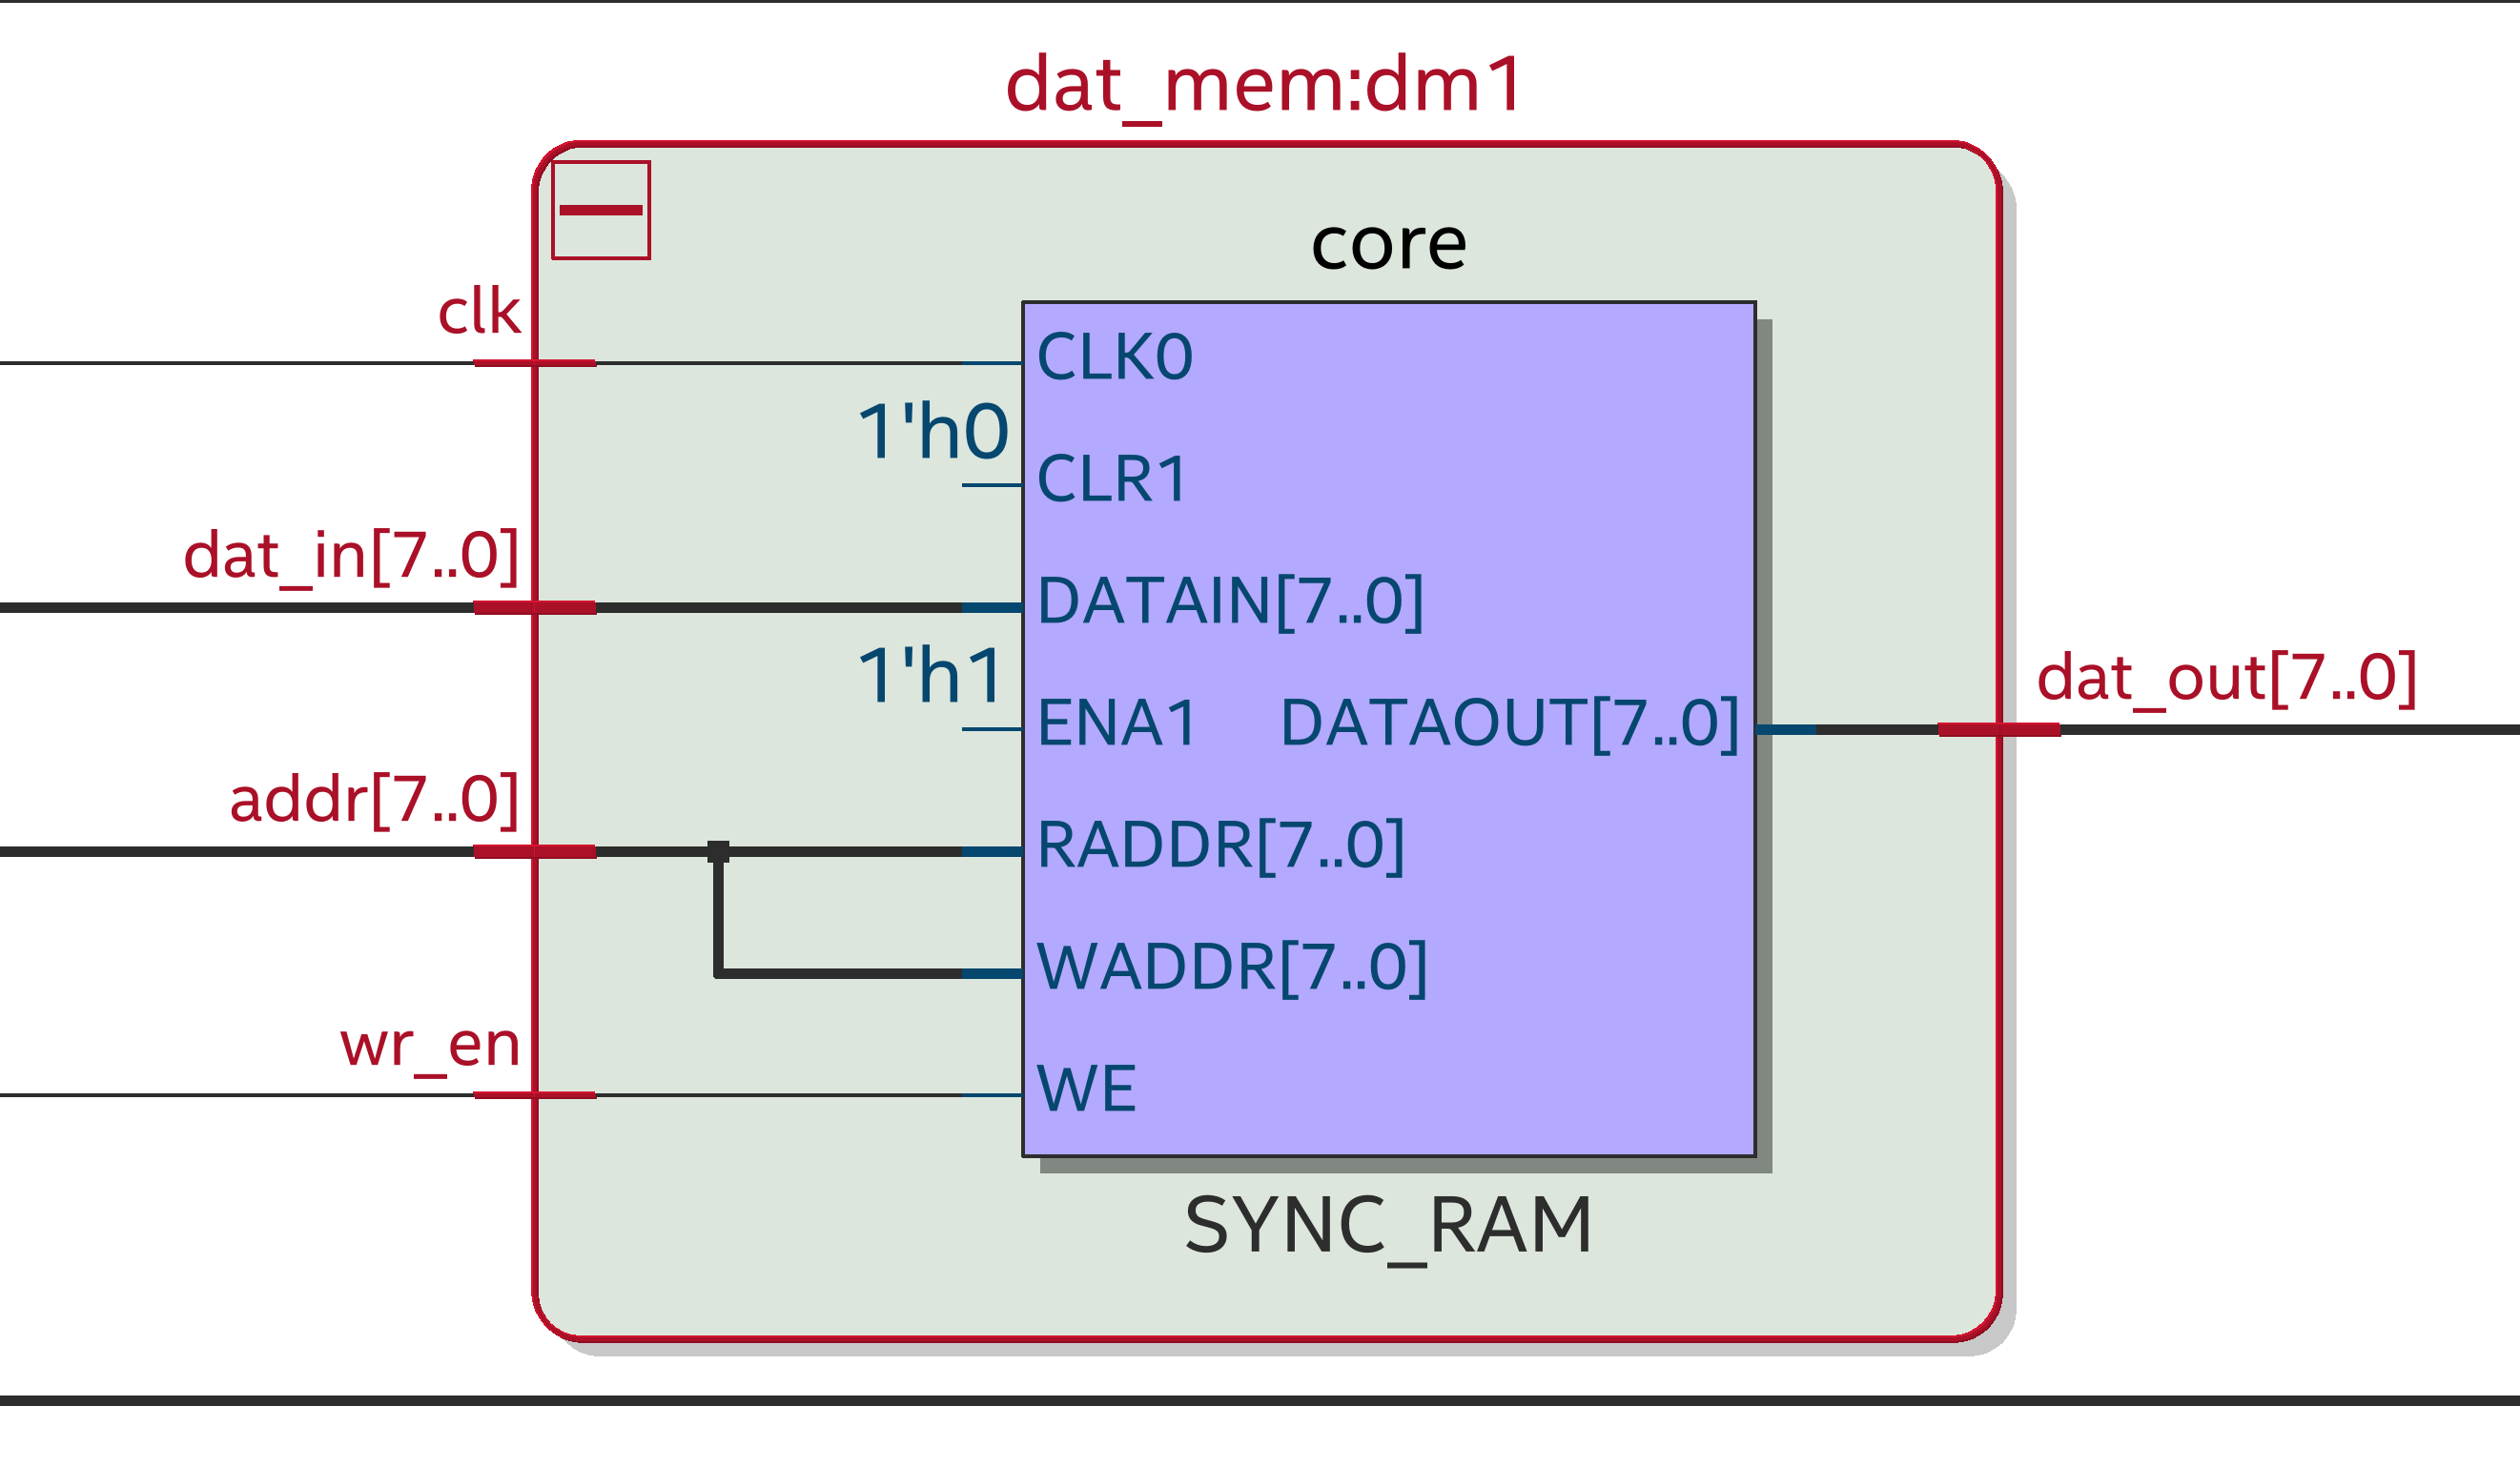 dat_mem:dm1
core
clk
CLK0
1'h0
CLR1
dat_in[7..0]
DATAIN[7..0]
1'h1
ENA1
DATAOUT[7..0]
dat_out[7..0]
addr[7..0]
RADDR[7..0]
WADDR[7..0]
wr_en
WE
SYNC_RAM